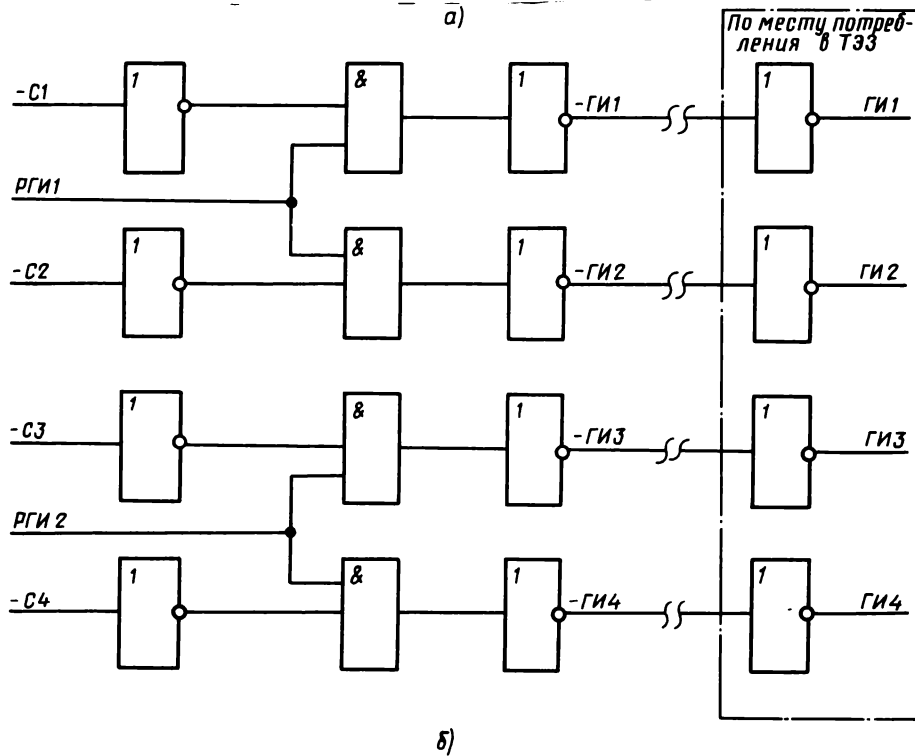 а)
По месту потреб-
ления в ТЭЗ
-С1
1
&
1
-ГИ1
1
ГИ1
РГИ1
-С2
1
&
1
-ГИ2
1
ГИ2
-С3
1
&
1
-ГИ3
1
ГИ3
РГИ2
-С4
1
&
1
-ГИ4
1
ГИ4
б)